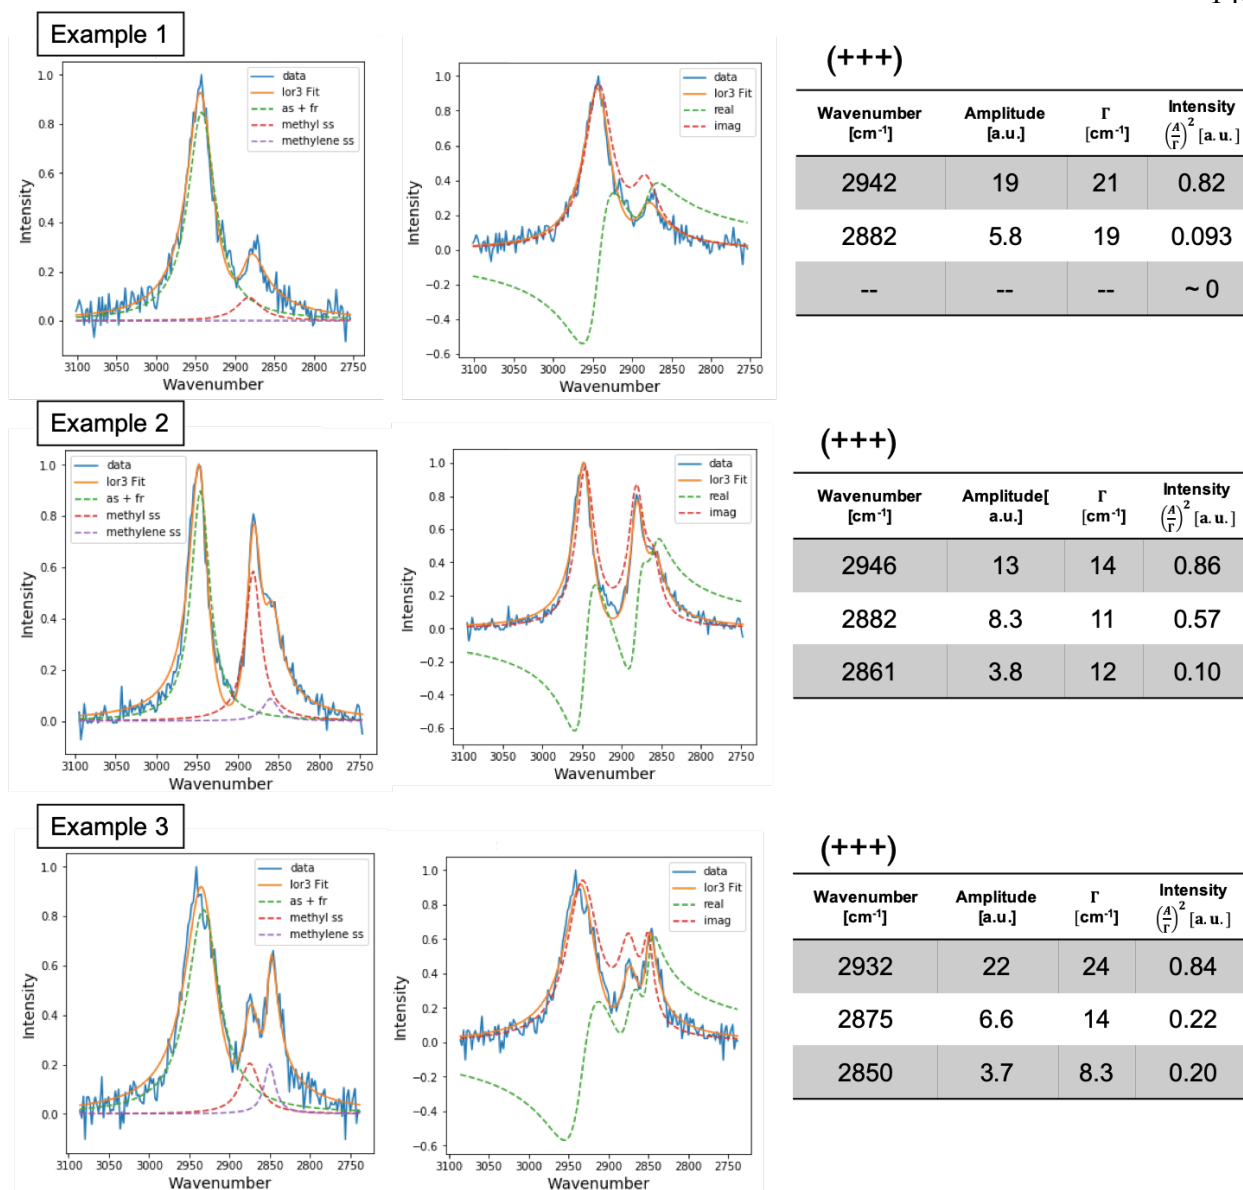 Example 1
1.0
0.8
0.6
0.4
0.2
0.0
Intensity
data
lor3 Fit
as + fr
methyl ss
methylene ss
3100 3050 3000 2950 2900 2850 2800 2750
Wavenumber
1.0
0.8
0.6
0.4
0.2
0.0
−0.2
−0.4
−0.6
Intensity
data
lor3 Fit
real
imag
3100 3050 3000 2950 2900 2850 2800 2750
Wavenumber
(+++)
Wavenumber [cm-1] Amplitude [a.u.] Γ [cm-1] Intensity (A/Γ)² [a.u.]
2942 19 21 0.82
2882 5.8 19 0.093
-- -- -- ~ 0
Example 2
1.0
0.8
0.6
0.4
0.2
0.0
Intensity
data
lor3 Fit
as + fr
methyl ss
methylene ss
3100 3050 3000 2950 2900 2850 2800 2750
Wavenumber
1.0
0.8
0.6
0.4
0.2
0.0
−0.2
−0.4
−0.6
Intensity
data
lor3 Fit
real
imag
3100 3050 3000 2950 2900 2850 2800 2750
Wavenumber
(+++)
Wavenumber [cm-1] Amplitude[ a.u.] Γ [cm-1] Intensity (A/Γ)² [a.u.]
2946 13 14 0.86
2882 8.3 11 0.57
2861 3.8 12 0.10
Example 3
1.0
0.8
0.6
0.4
0.2
0.0
Intensity
data
lor3 Fit
as + fr
methyl ss
methylene ss
3100 3050 3000 2950 2900 2850 2800 2750
Wavenumber
1.0
0.8
0.6
0.4
0.2
0.0
−0.2
−0.4
−0.6
Intensity
data
lor3 Fit
real
imag
3100 3050 3000 2950 2900 2850 2800 2750
Wavenumber
(+++)
Wavenumber [cm-1] Amplitude [a.u.] Γ [cm-1] Intensity (A/Γ)² [a.u.]
2932 22 24 0.84
2875 6.6 14 0.22
2850 3.7 8.3 0.20